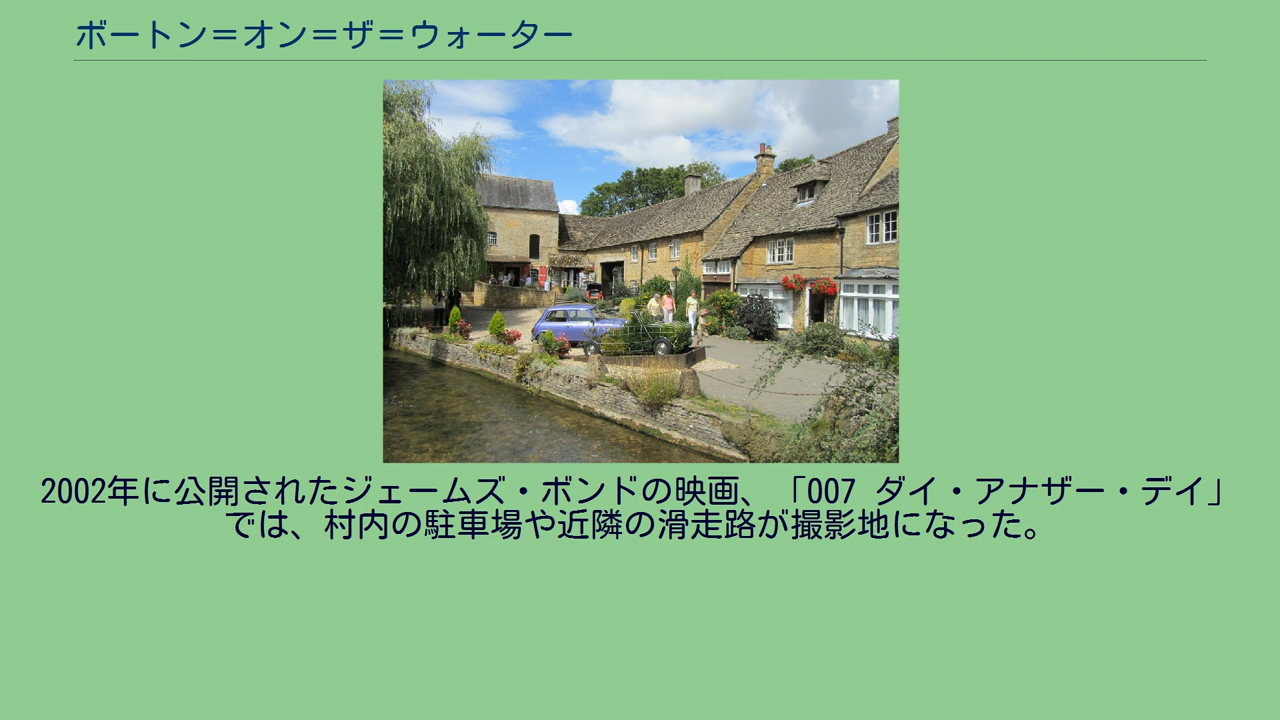 ボートン＝オン＝ザ＝ウォーター
2002年に公開されたジェームズ・ボンドの映画、「007 ダイ・アナザー・デイ」
では、村内の駐車場や近隣の滑走路が撮影地になった。